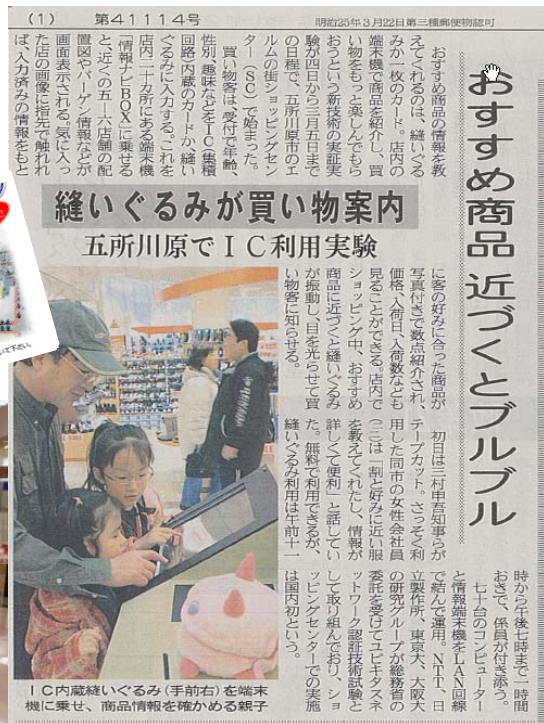 (1)
第41114号
明治25年3月22日第三種郵便物認可
おすすめ商品 近づくとブルブル
縫いぐるみが買い物案内
五所川原でＩＣ利用実験
おすすめ商品の情報を教
えてくれるのは、縫いぐる
みか一枚のカード。店内の
端末機で商品を紹介し、買
い物をもっと楽しんでもら
おうという新技術の実証実
験が四日から三月五日まで
の日程で、五所川原市のエ
ルムの街ショッピングセン
ター（ＳＣ）で始まった。
買い物客は、受付で年齢、
性別、趣味などをＩＣ（集積
回路）内蔵のカードか、縫い
ぐるみに入力する。これを
店内二十カ所にある端末機
「情報ナビＢＯＸ」に乗せる
と、近くの五－六店舗の配
置図やバーゲン情報などが
画面表示される。気に入っ
た店の画像に指先で触れれ
ば、入力済みの情報をもと
に客の好みに合った商品が
写真付きで数点紹介され、
価格、入荷日、入荷数なども
見ることができる。店内で
ショッピング中、おすすめ
商品に近づくと縫いぐるみ
が振動し、目を光らせて買
い物客に知らせる。
初日は三村申吾知事らが
テープカット。さっそく利
用した同市の女性会社員
は「割と好みに近い服
を教えてくれたし、情報が
詳しくて便利」と話してい
た。無料で利用できるが、
縫いぐるみ利用は午前十一
時から午後七時まで一時間
おきで、係員が付き添う。
七十台のコンピューター
と情報端末機をＬＡＮ回線
で結んで運用。ＮＴＴ、日
立製作所、東京大、大阪大
の研究グループが総務省の
委託を受けてユビキタスネ
ットワーク認証技術試験と
して取り組んでおり、ショ
ッピングセンターでの実施
は国内初という。
ＩＣ内蔵縫いぐるみ（手前右）を端末
機に乗せ、商品情報を確かめる親子